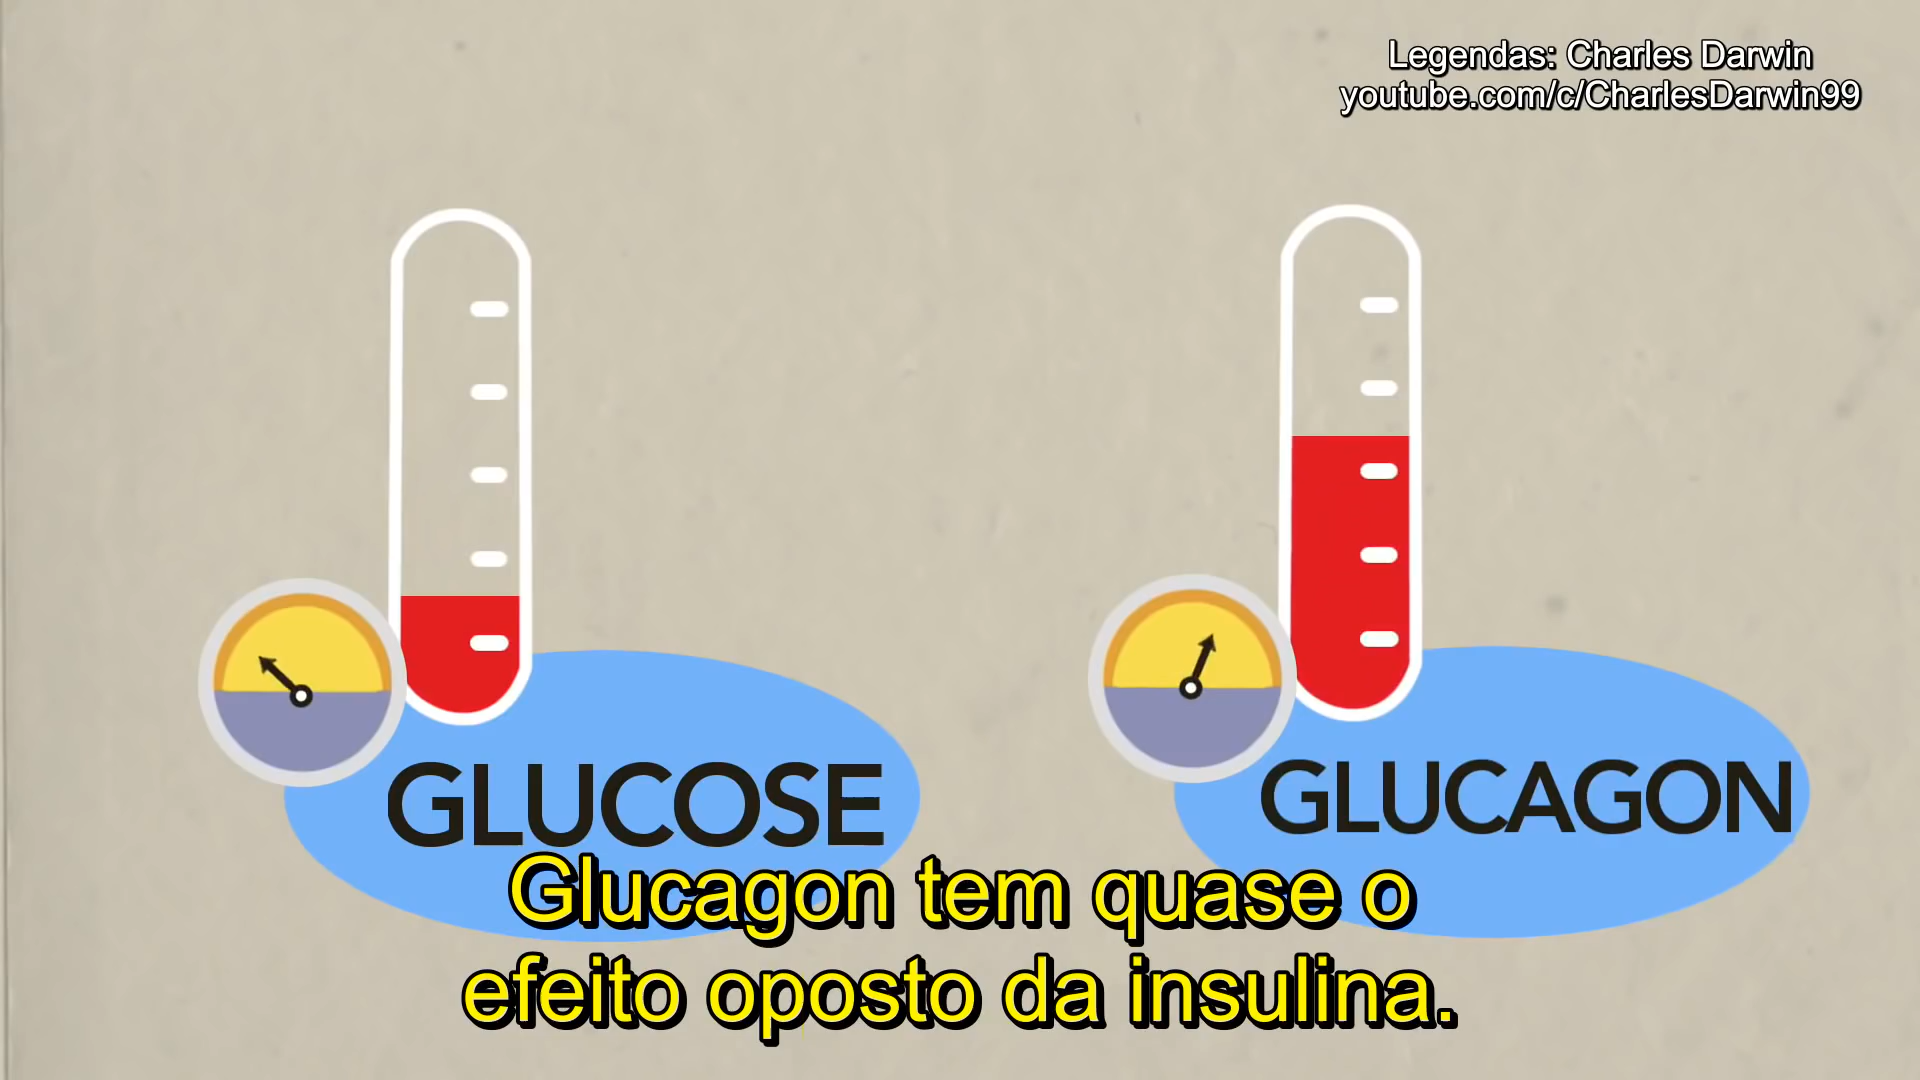 Legendas: Charles Darwin
youtube.com/c/CharlesDarwin99
GLUCOSE
GLUCAGON
Glucagon tem quase o
efeito oposto da insulina.